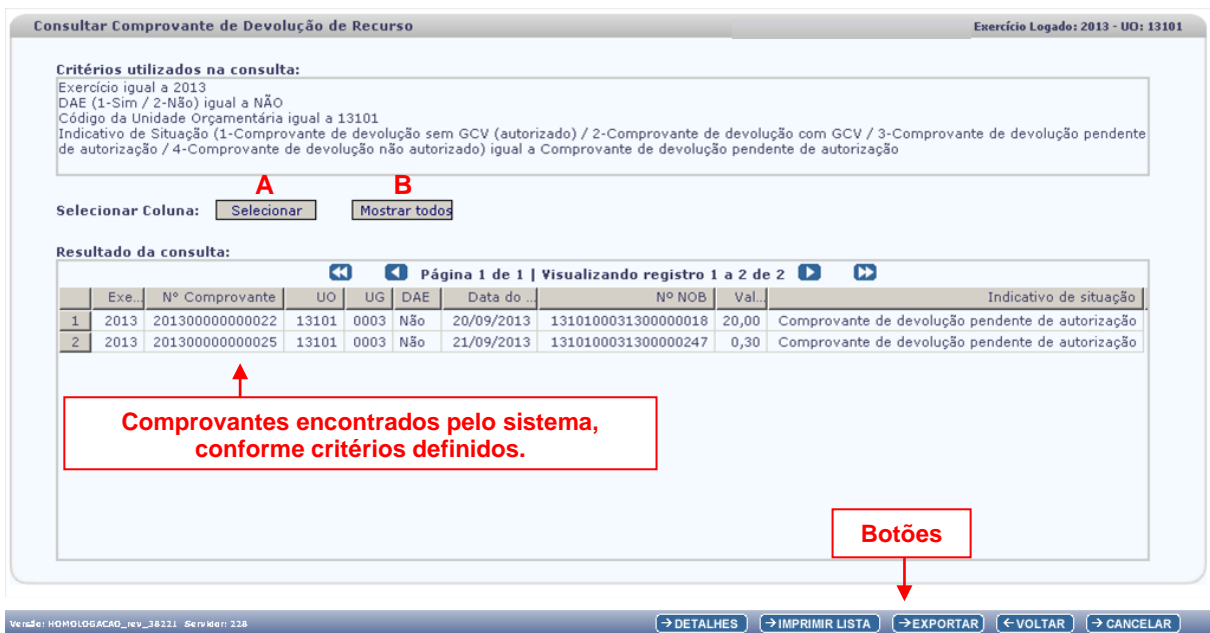 Consultar Comprovante de Devolução de Recurso
Exercício Logado: 2013 - UO: 13101
Critérios utilizados na consulta:
Exercício igual a 2013
DAE (1-Sim / 2-Não) igual a NÃO
Código da Unidade Orçamentária igual a 13101
Indicativo de Situação (1-Comprovante de devolução sem GCV (autorizado) / 2-Comprovante de devolução com GCV / 3-Comprovante de devolução pendente
de autorização / 4-Comprovante de devolução não autorizado) igual a Comprovante de devolução pendente de autorização
A B
Selecionar Coluna: Selecionar Mostrar todos
Resultado da consulta:
Página 1 de 1 | Visualizando registro 1 a 2 de 2
Exe... Nº Comprovante UO UG DAE Data do ... Nº NOB Val... Indicativo de situação
1 2013 201300000000022 13101 0003 Não 20/09/2013 1310100031300000018 20,00 Comprovante de devolução pendente de autorização
2 2013 201300000000025 13101 0003 Não 21/09/2013 1310100031300000247 0,30 Comprovante de devolução pendente de autorização
Comprovantes encontrados pelo sistema,
conforme critérios definidos.
Botões
Versão: HOMOLOGACAO_rev_38221 Servidor: 228
DETALHES IMPRIMIR LISTA EXPORTAR VOLTAR CANCELAR